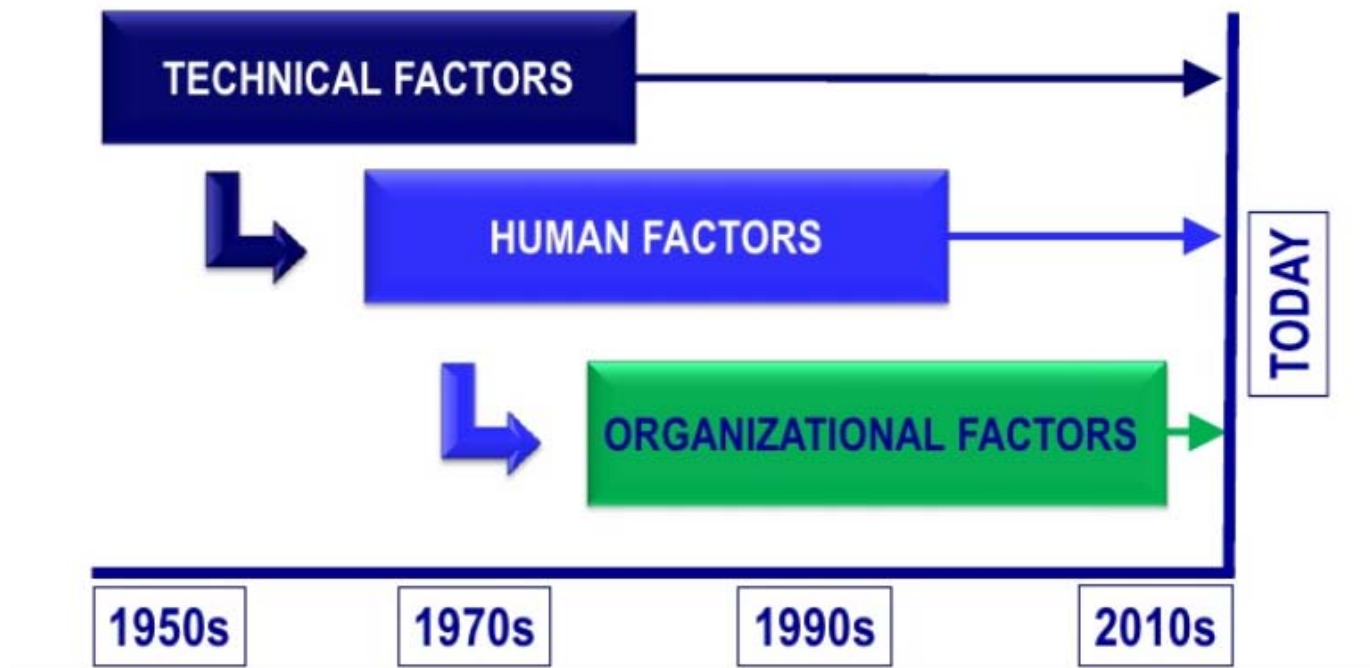 TECHNICAL FACTORS
HUMAN FACTORS
TODAY
ORGANIZATIONAL FACTORS
1950s
1970s
1990s
2010s